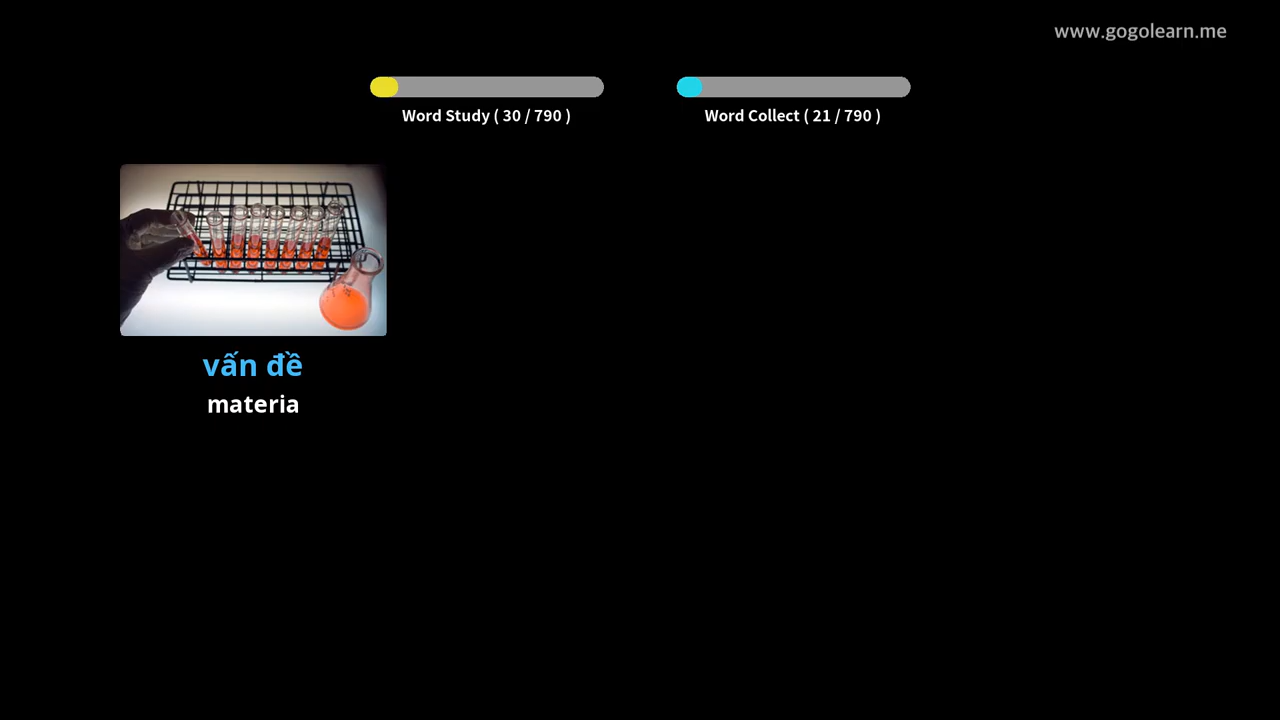 www.gogolearn.me
Word Study ( 30 / 790 )
Word Collect ( 21 / 790 )
vấn đề
materia